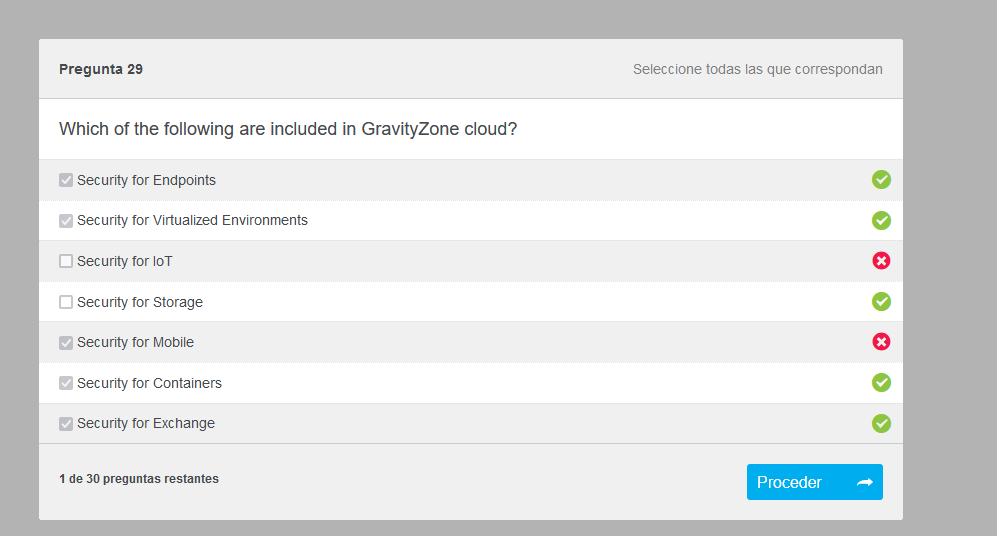 Pregunta 29
Seleccione todas las que correspondan
Which of the following are included in GravityZone cloud?
Security for Endpoints
Security for Virtualized Environments
Security for IoT
Security for Storage
Security for Mobile
Security for Containers
Security for Exchange
1 de 30 preguntas restantes
Proceder